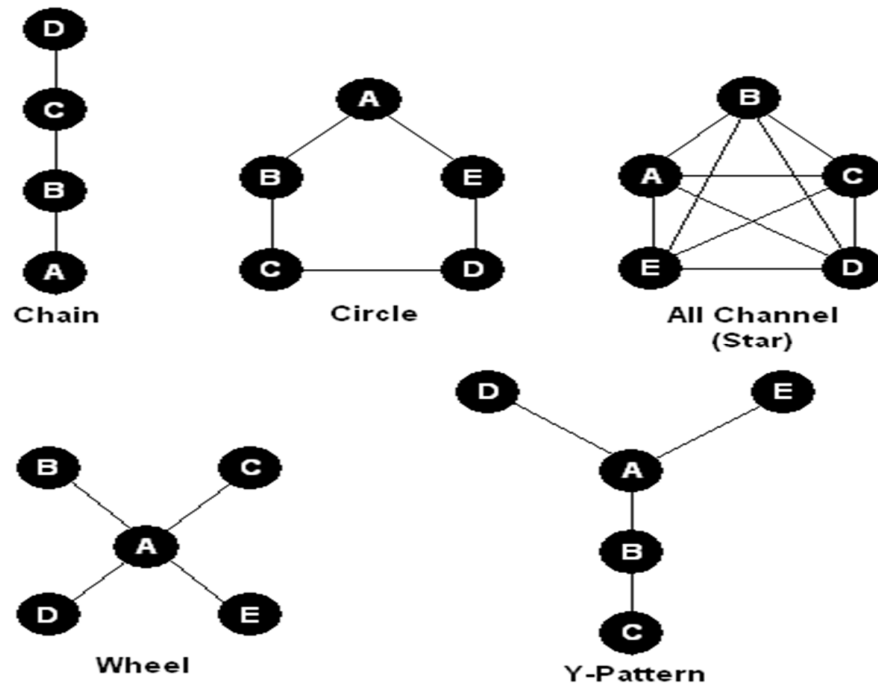 D
C
B
A
Chain
A
B E
C D
Circle
B
A C
E D
All Channel
(Star)
B C
A
D E
Wheel
D E
A
B
C
Y-Pattern